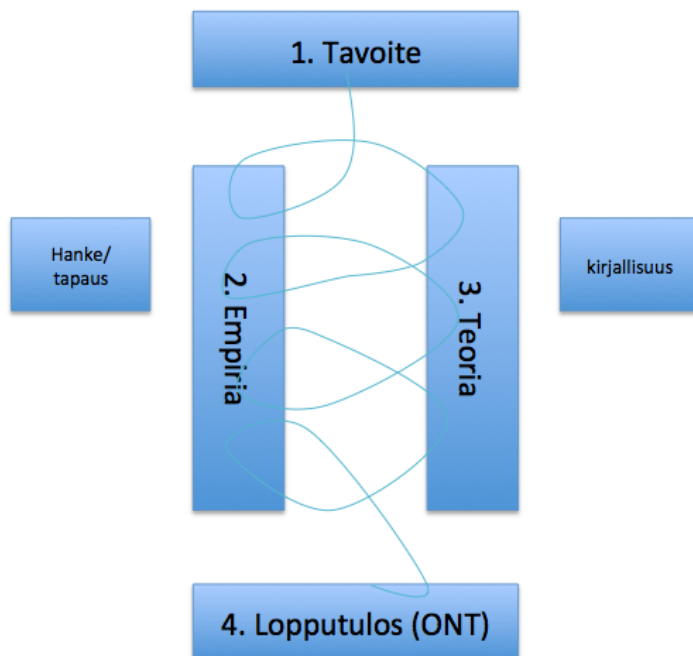 1. Tavoite
Hanke/
tapaus
2. Empiria
3. Teoria
kirjallisuus
4. Lopputulos (ONT)